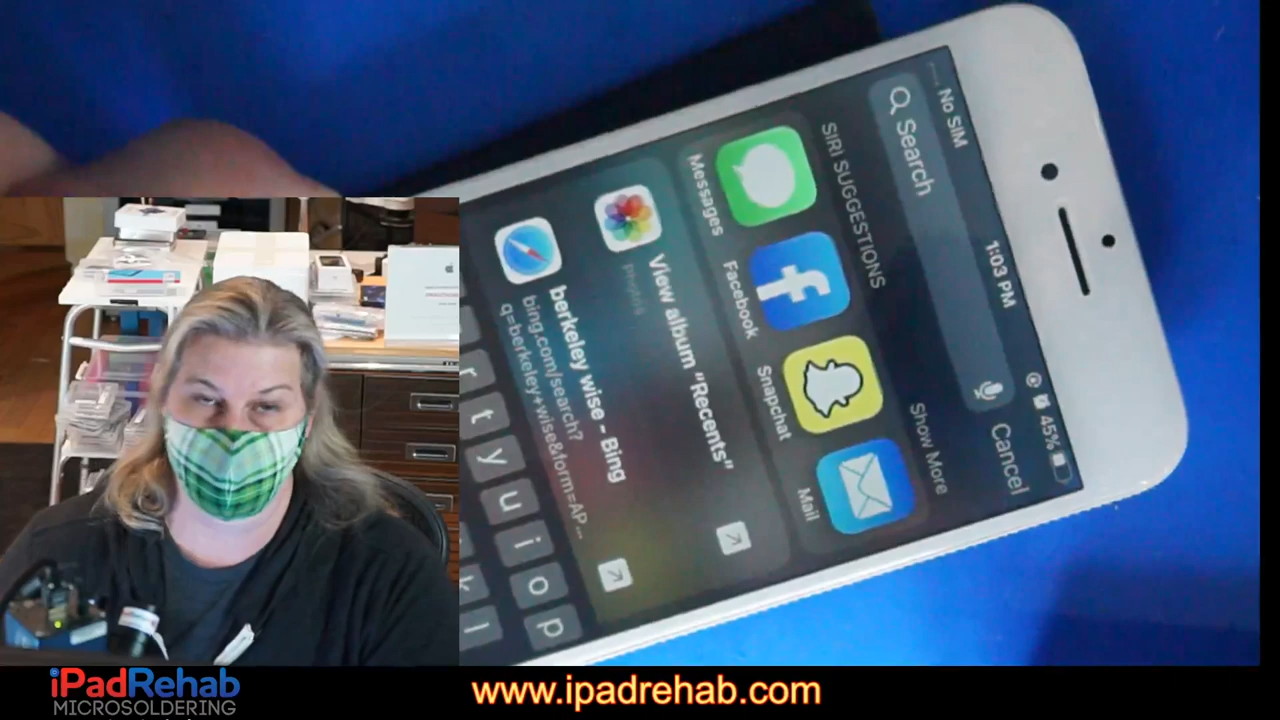 No SIM
1:03 PM
45%
Search
Cancel
SIRI SUGGESTIONS
Show More
Messages
Facebook
Snapchat
Mail
View album "Recents"
Photos
berkeley wise - Bing
bing.com/search?
q=berkeley+wise&form=AP...
r t y u i o p
k l
iPadRehab
MICROSOLDERING
www.ipadrehab.com